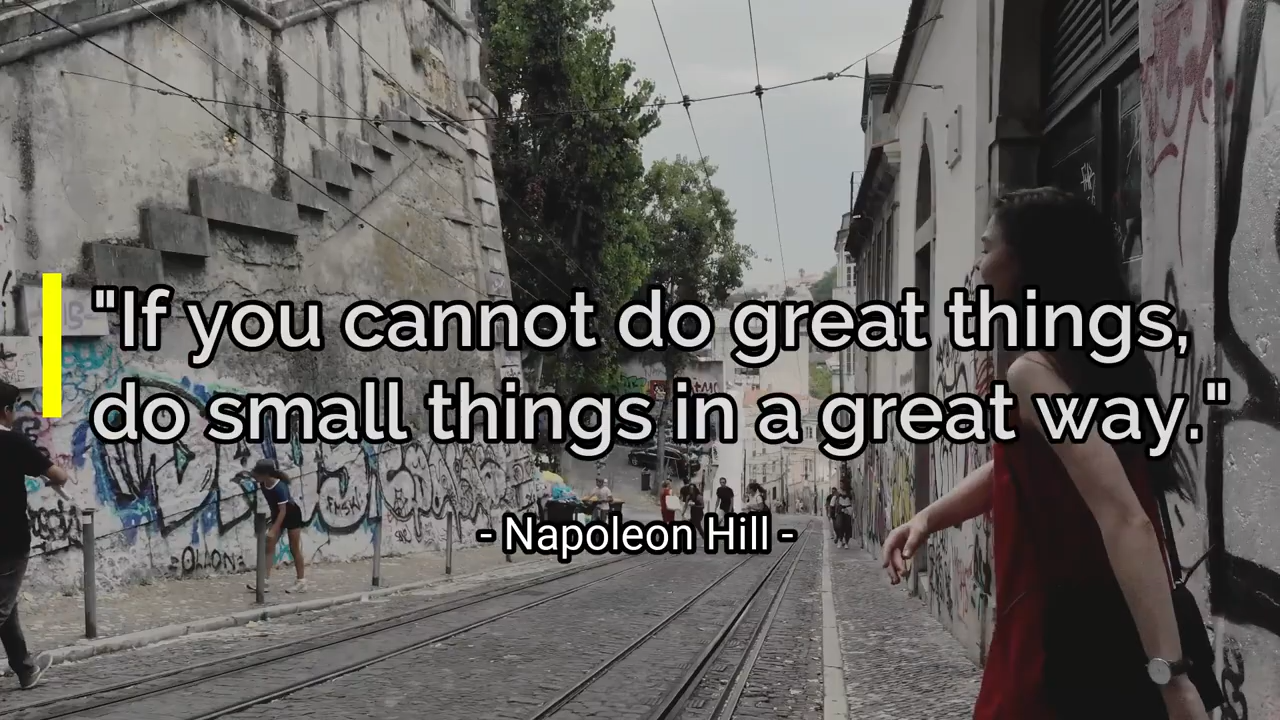 "If you cannot do great things,
do small things in a great way."
- Napoleon Hill -